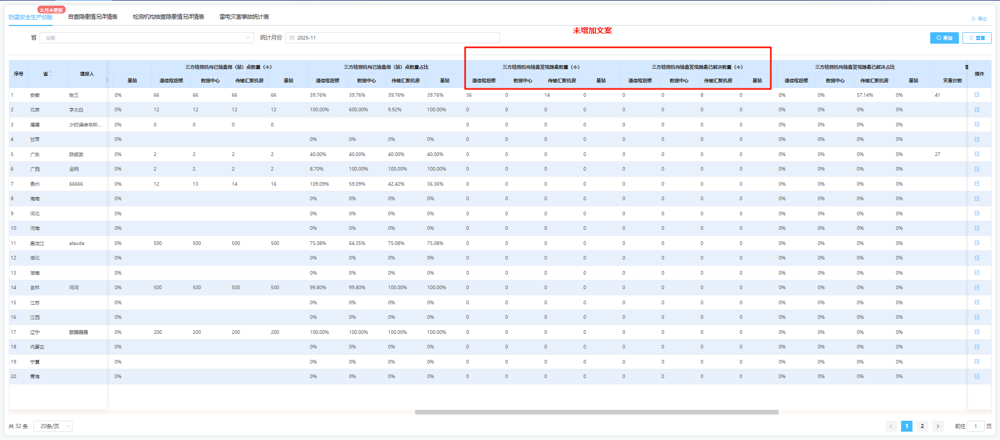 本月未更新
防雷安全生产台账 自查隐患情况详情表 检测机构抽查隐患情况详情表 雷电灾害事故统计表
导出
未增加文案
省 全部 统计月份 2025-11 查询 重置
三方检测机构已抽查局（站）点数量（个） 三方检测机构已抽查局（站）点数量占比 三方检测机构抽查发现隐患数量（个） 三方检测机构抽查发现隐患已解决数量（个） 三方检测机构抽查发现隐患已解决占比
序号 省 填报人 操作
基站 通信枢纽楼 数据中心 传输汇聚机房 基站 通信枢纽楼 数据中心 传输汇聚机房 基站 通信枢纽楼 数据中心 传输汇聚机房 基站 通信枢纽楼 数据中心 传输汇聚机房 基站 通信枢纽楼 数据中心 传输汇聚机房 基站 灾害次数
1 安徽 张三 0% 66 66 66 66 39.76% 39.76% 39.76% 39.76% 36 0 14 0 0 0 8 0 0% 0% 57.14% 0% 41
2 北京 字太白 0% 12 12 12 12 100.00% 600.00% 9.92% 100.00% 0 0 0 0 0 0 0 0 0% 0% 0% 0%
3 福建 少时诵诗书所... 0% 0 0 0 0 0 0 0 0 0 0 0 0 0% 0% 0% 0%
4 甘肃 0% 0% 0% 0% 0% 0 0 0 0 0 0 0 0 0% 0% 0% 0%
5 广东 陈振武 0% 2 2 2 2 40.00% 40.00% 40.00% 40.00% 0 0 0 0 0 0 0 0 0% 0% 0% 0% 27
6 广西 全网 0% 2 2 2 2 8.70% 100.00% 100.00% 100.00% 0 0 0 0 0 0 0 0 0% 0% 0% 0%
7 贵州 66666 0% 12 13 14 16 109.09% 59.09% 42.42% 36.36% 0 0 0 0 0 0 0 0 0% 0% 0% 0%
8 海南 0% 0% 0% 0% 0% 0 0 0 0 0 0 0 0 0% 0% 0% 0%
9 河北 0% 0% 0% 0% 0% 0 0 0 0 0 0 0 0 0% 0% 0% 0%
10 河南 0% 0% 0% 0% 0% 0 0 0 0 0 0 0 0 0% 0% 0% 0%
11 黑龙江 alauda 0% 500 500 500 500 75.08% 64.35% 75.08% 75.08% 0 0 0 0 0 0 0 0 0% 0% 0% 0%
12 湖北 0% 0% 0% 0% 0% 0 0 0 0 0 0 0 0 0% 0% 0% 0%
13 湖南 0% 0% 0% 0% 0% 0 0 0 0 0 0 0 0 0% 0% 0% 0%
14 吉林 问问 0% 500 500 500 500 99.80% 99.80% 100.00% 100.00% 0 0 0 0 0 0 0 0 0% 0% 0% 0%
15 江苏 0% 0% 0% 0% 0% 0 0 0 0 0 0 0 0 0% 0% 0% 0%
16 江西 0% 0% 0% 0% 0% 0 0 0 0 0 0 0 0 0% 0% 0% 0%
17 辽宁 0% 200 200 200 200 100.00% 100.00% 100.00% 100.00% 0 0 0 0 0 0 0 0 0% 0% 0% 0%
18 内蒙古 0% 0% 0% 0% 0% 0 0 0 0 0 0 0 0 0% 0% 0% 0%
19 宁夏 0% 0% 0% 0% 0% 0 0 0 0 0 0 0 0 0% 0% 0% 0%
20 青海 0% 0% 0% 0% 0% 0 0 0 0 0 0 0 0 0% 0% 0% 0%
共 32 条 20条/页 1 2 前往 1 页